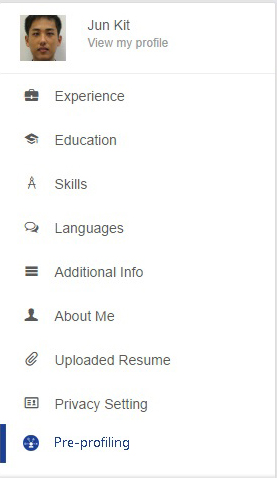 Jun Kit
View my profile
Experience
Education
Skills
Languages
Additional Info
About Me
Uploaded Resume
Privacy Setting
Pre-profiling